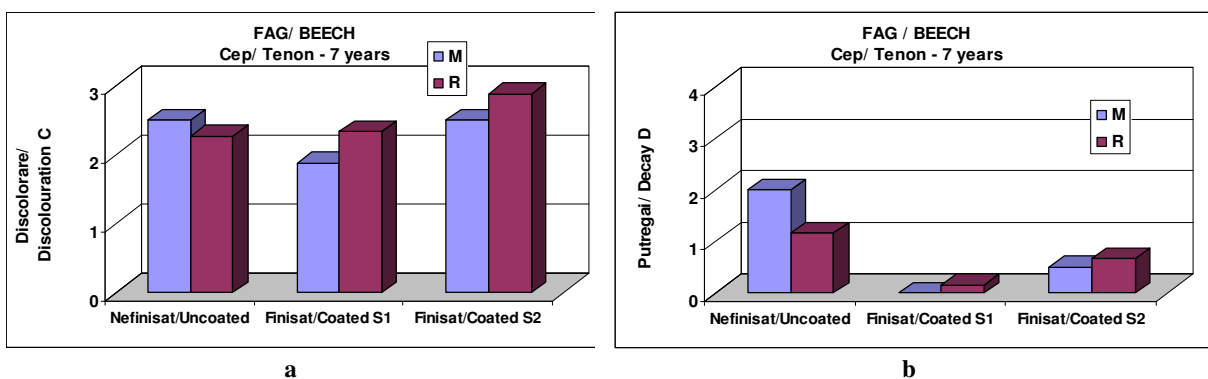 FAG/ BEECH
Cep/ Tenon - 7 years
M
R
Discolorare/
Discolouration C
3
2
1
0
Nefinisat/Uncoated Finisat/Coated S1 Finisat/Coated S2
a
FAG/ BEECH
Cep/ Tenon - 7 years
M
R
Putregai/ Decay D
4
3
2
1
0
Nefinisat/Uncoated Finisat/Coated S1 Finisat/Coated S2
b